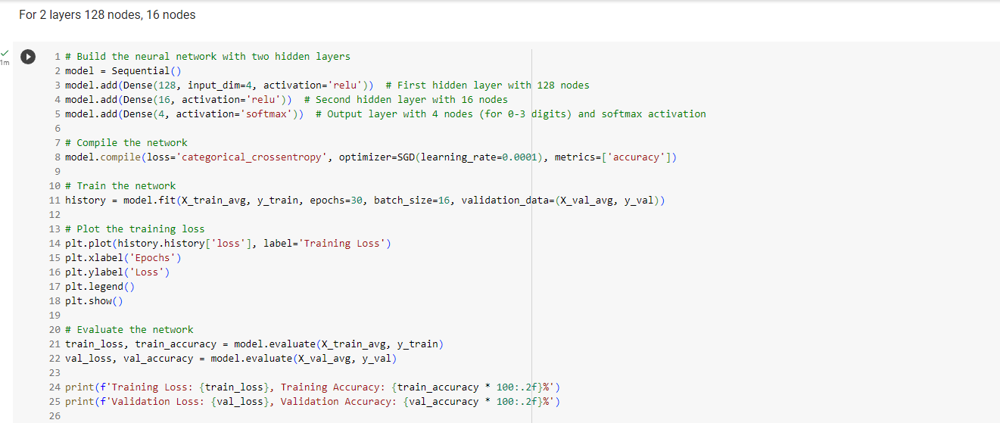 For 2 layers 128 nodes, 16 nodes
1m
1 # Build the neural network with two hidden layers
2 model = Sequential()
3 model.add(Dense(128, input_dim=4, activation='relu'))  # First hidden layer with 128 nodes
4 model.add(Dense(16, activation='relu'))  # Second hidden layer with 16 nodes
5 model.add(Dense(4, activation='softmax'))  # Output layer with 4 nodes (for 0-3 digits) and softmax activation
6
7 # Compile the network
8 model.compile(loss='categorical_crossentropy', optimizer=SGD(learning_rate=0.0001), metrics=['accuracy'])
9
10 # Train the network
11 history = model.fit(X_train_avg, y_train, epochs=30, batch_size=16, validation_data=(X_val_avg, y_val))
12
13 # Plot the training loss
14 plt.plot(history.history['loss'], label='Training Loss')
15 plt.xlabel('Epochs')
16 plt.ylabel('Loss')
17 plt.legend()
18 plt.show()
19
20 # Evaluate the network
21 train_loss, train_accuracy = model.evaluate(X_train_avg, y_train)
22 val_loss, val_accuracy = model.evaluate(X_val_avg, y_val)
23
24 print(f'Training Loss: {train_loss}, Training Accuracy: {train_accuracy * 100:.2f}%')
25 print(f'Validation Loss: {val_loss}, Validation Accuracy: {val_accuracy * 100:.2f}%')
26